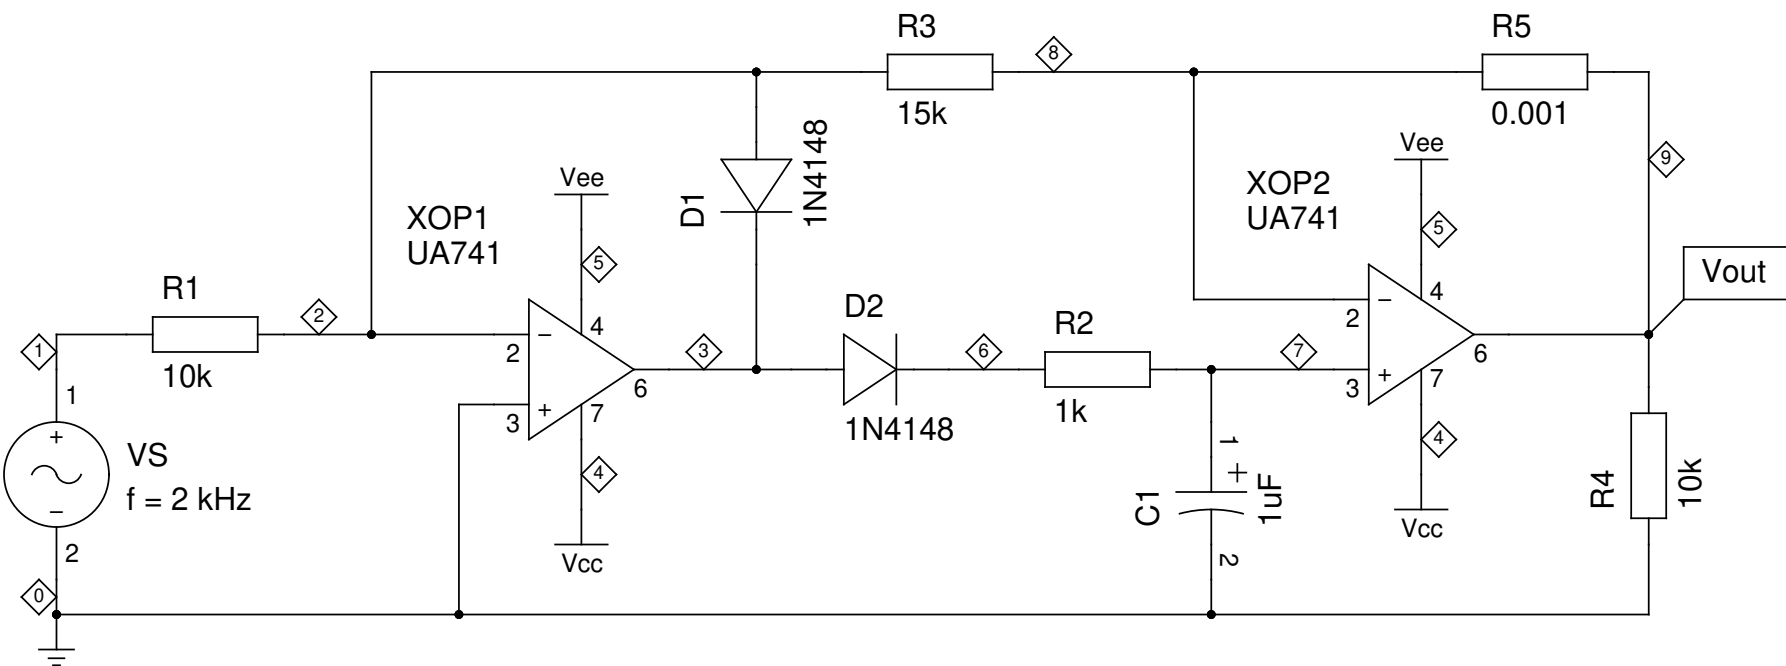 R3
15k
8
R5
0.001
9
Vee
5
XOP1
UA741
D1
1N4148
XOP2
UA741
Vee
5
Vout
R1
10k
1
1
2
−
2
+
3
4
6
7
4
Vcc
3
D2
1N4148
6
R2
1k
7
−
2
+
3
4
6
7
4
Vcc
+
−
VS
f = 2 kHz
2
0
1
+
C1
1uF
2
R4
10k